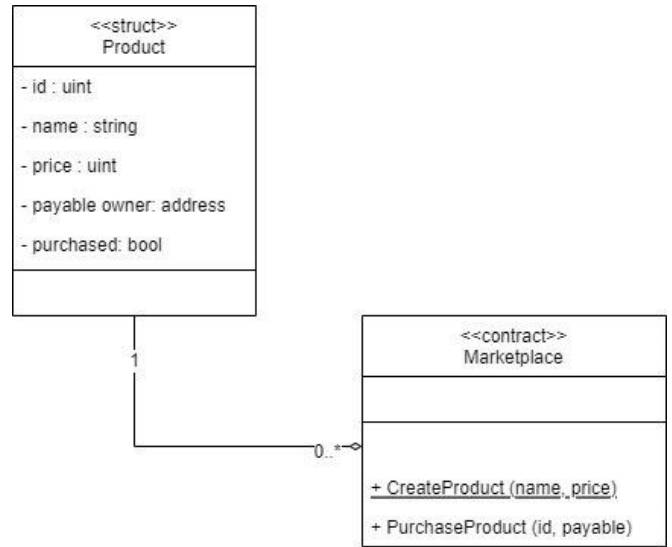 <<struct>>
Product
- id : uint
- name : string
- price : uint
- payable owner: address
- purchased: bool
1
0..*
<<contract>>
Marketplace
+ CreateProduct (name, price)
+ PurchaseProduct (id, payable)